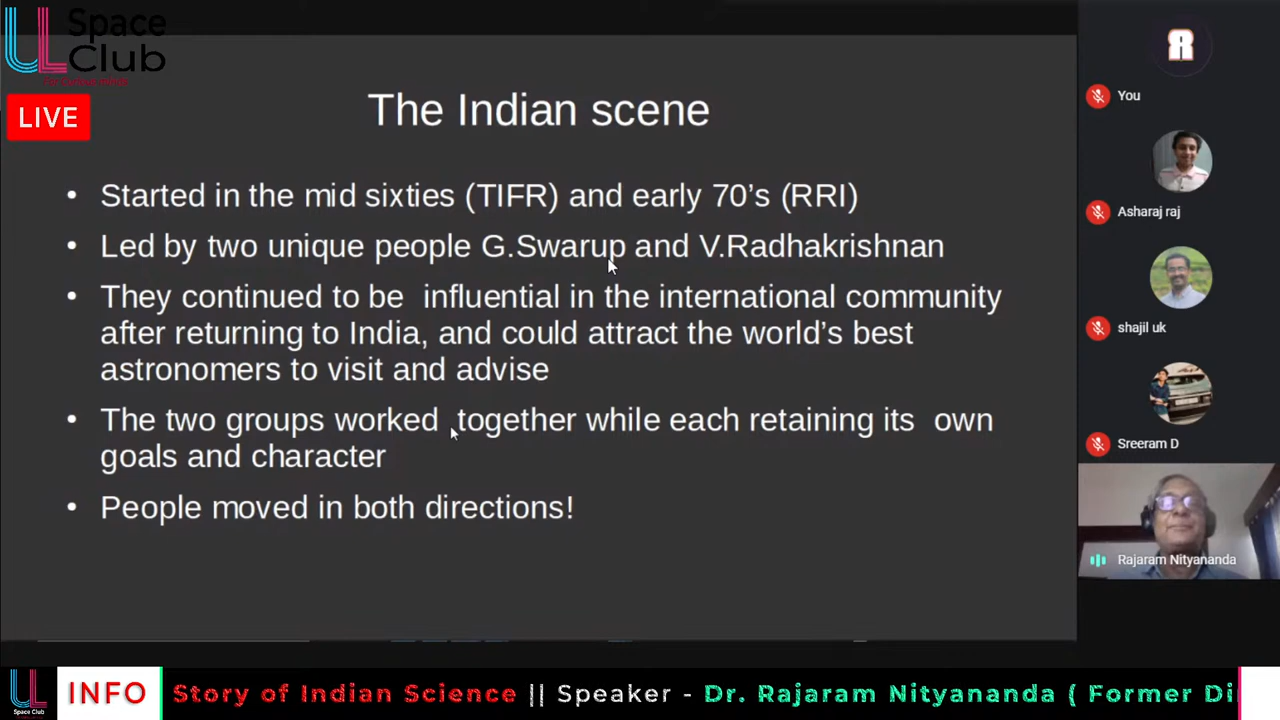 UL Space
Club
LIVE
The Indian scene
• Started in the mid sixties (TIFR) and early 70’s (RRI)
• Led by two unique people G.Swarup and V.Radhakrishnan
• They continued to be influential in the international community
after returning to India, and could attract the world’s best
astronomers to visit and advise
• The two groups worked together while each retaining its own
goals and character
• People moved in both directions!
R
You
Asharaj raj
shajil uk
Sreeram D
Rajaram Nityananda
UL
Space Club
INFO
Story of Indian Science || Speaker - Dr. Rajaram Nityananda ( Former Di